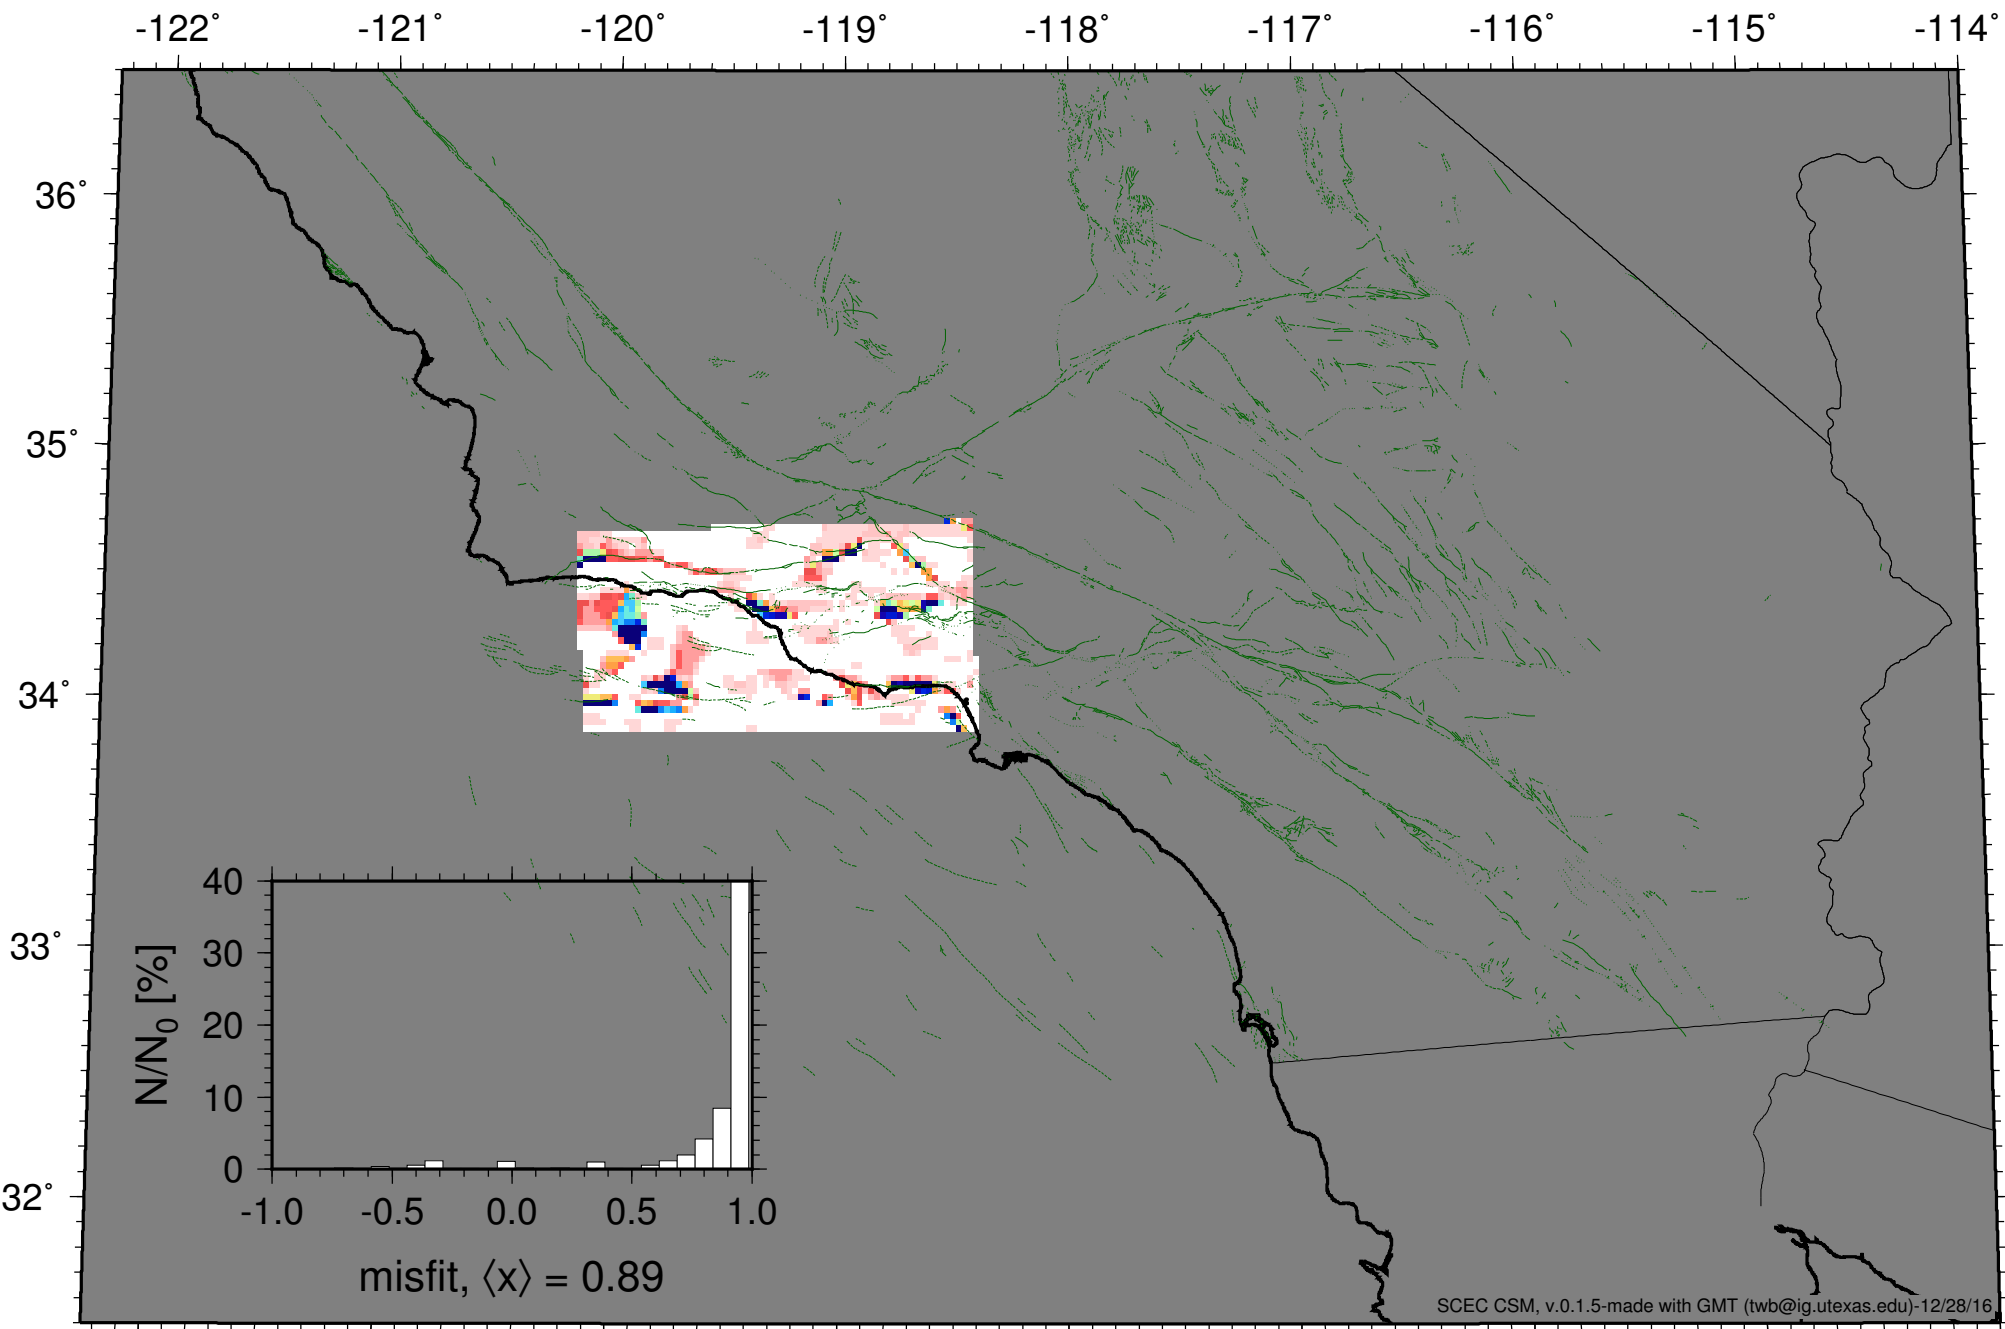 -122˚ -121˚ -120˚ -119˚ -118˚ -117˚ -116˚ -115˚ -114˚
36˚
35˚
34˚
33˚
32˚
40
30
20
10
0
N/N0 [%]
-1.0 -0.5 0.0 0.5 1.0
misfit, ⟨x⟩ = 0.89
SCEC CSM, v.0.1.5-made with GMT (twb@ig.utexas.edu)-12/28/16